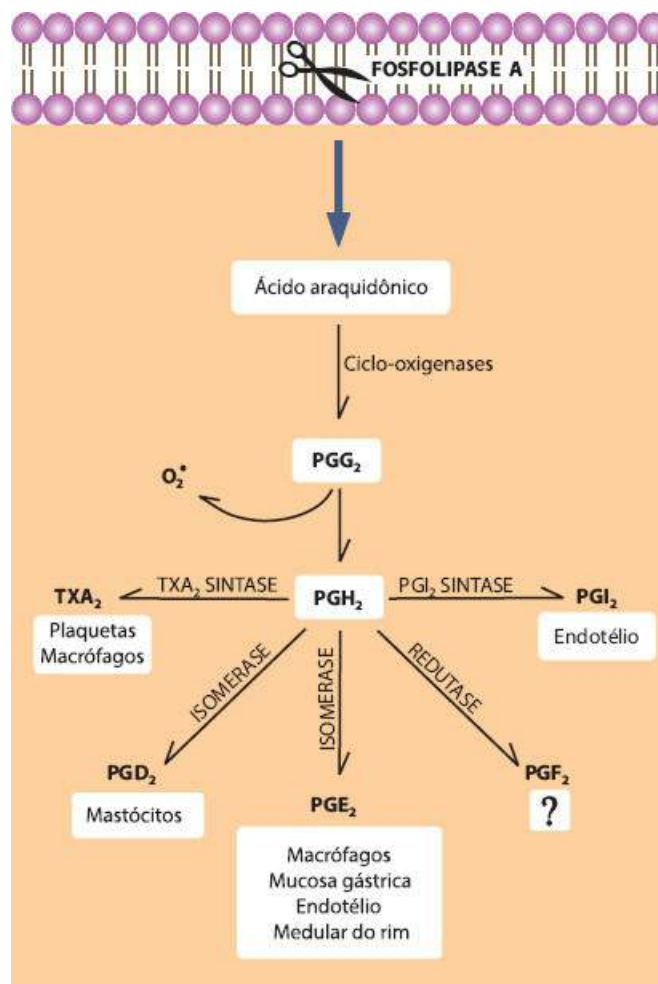 FOSFOLIPASE A
Ácido araquidônico
Ciclo-oxigenases
PGG₂
O₂•
TXA₂ TXA₂ SINTASE PGH₂ PGI₂ SINTASE PGI₂
Plaquetas
Macrófagos
Endotélio
ISOMERASE
ISOMERASE
REDUTASE
PGD₂
Mastócitos
PGE₂
Macrófagos
Mucosa gástrica
Endotélio
Medular do rim
PGF₂
?